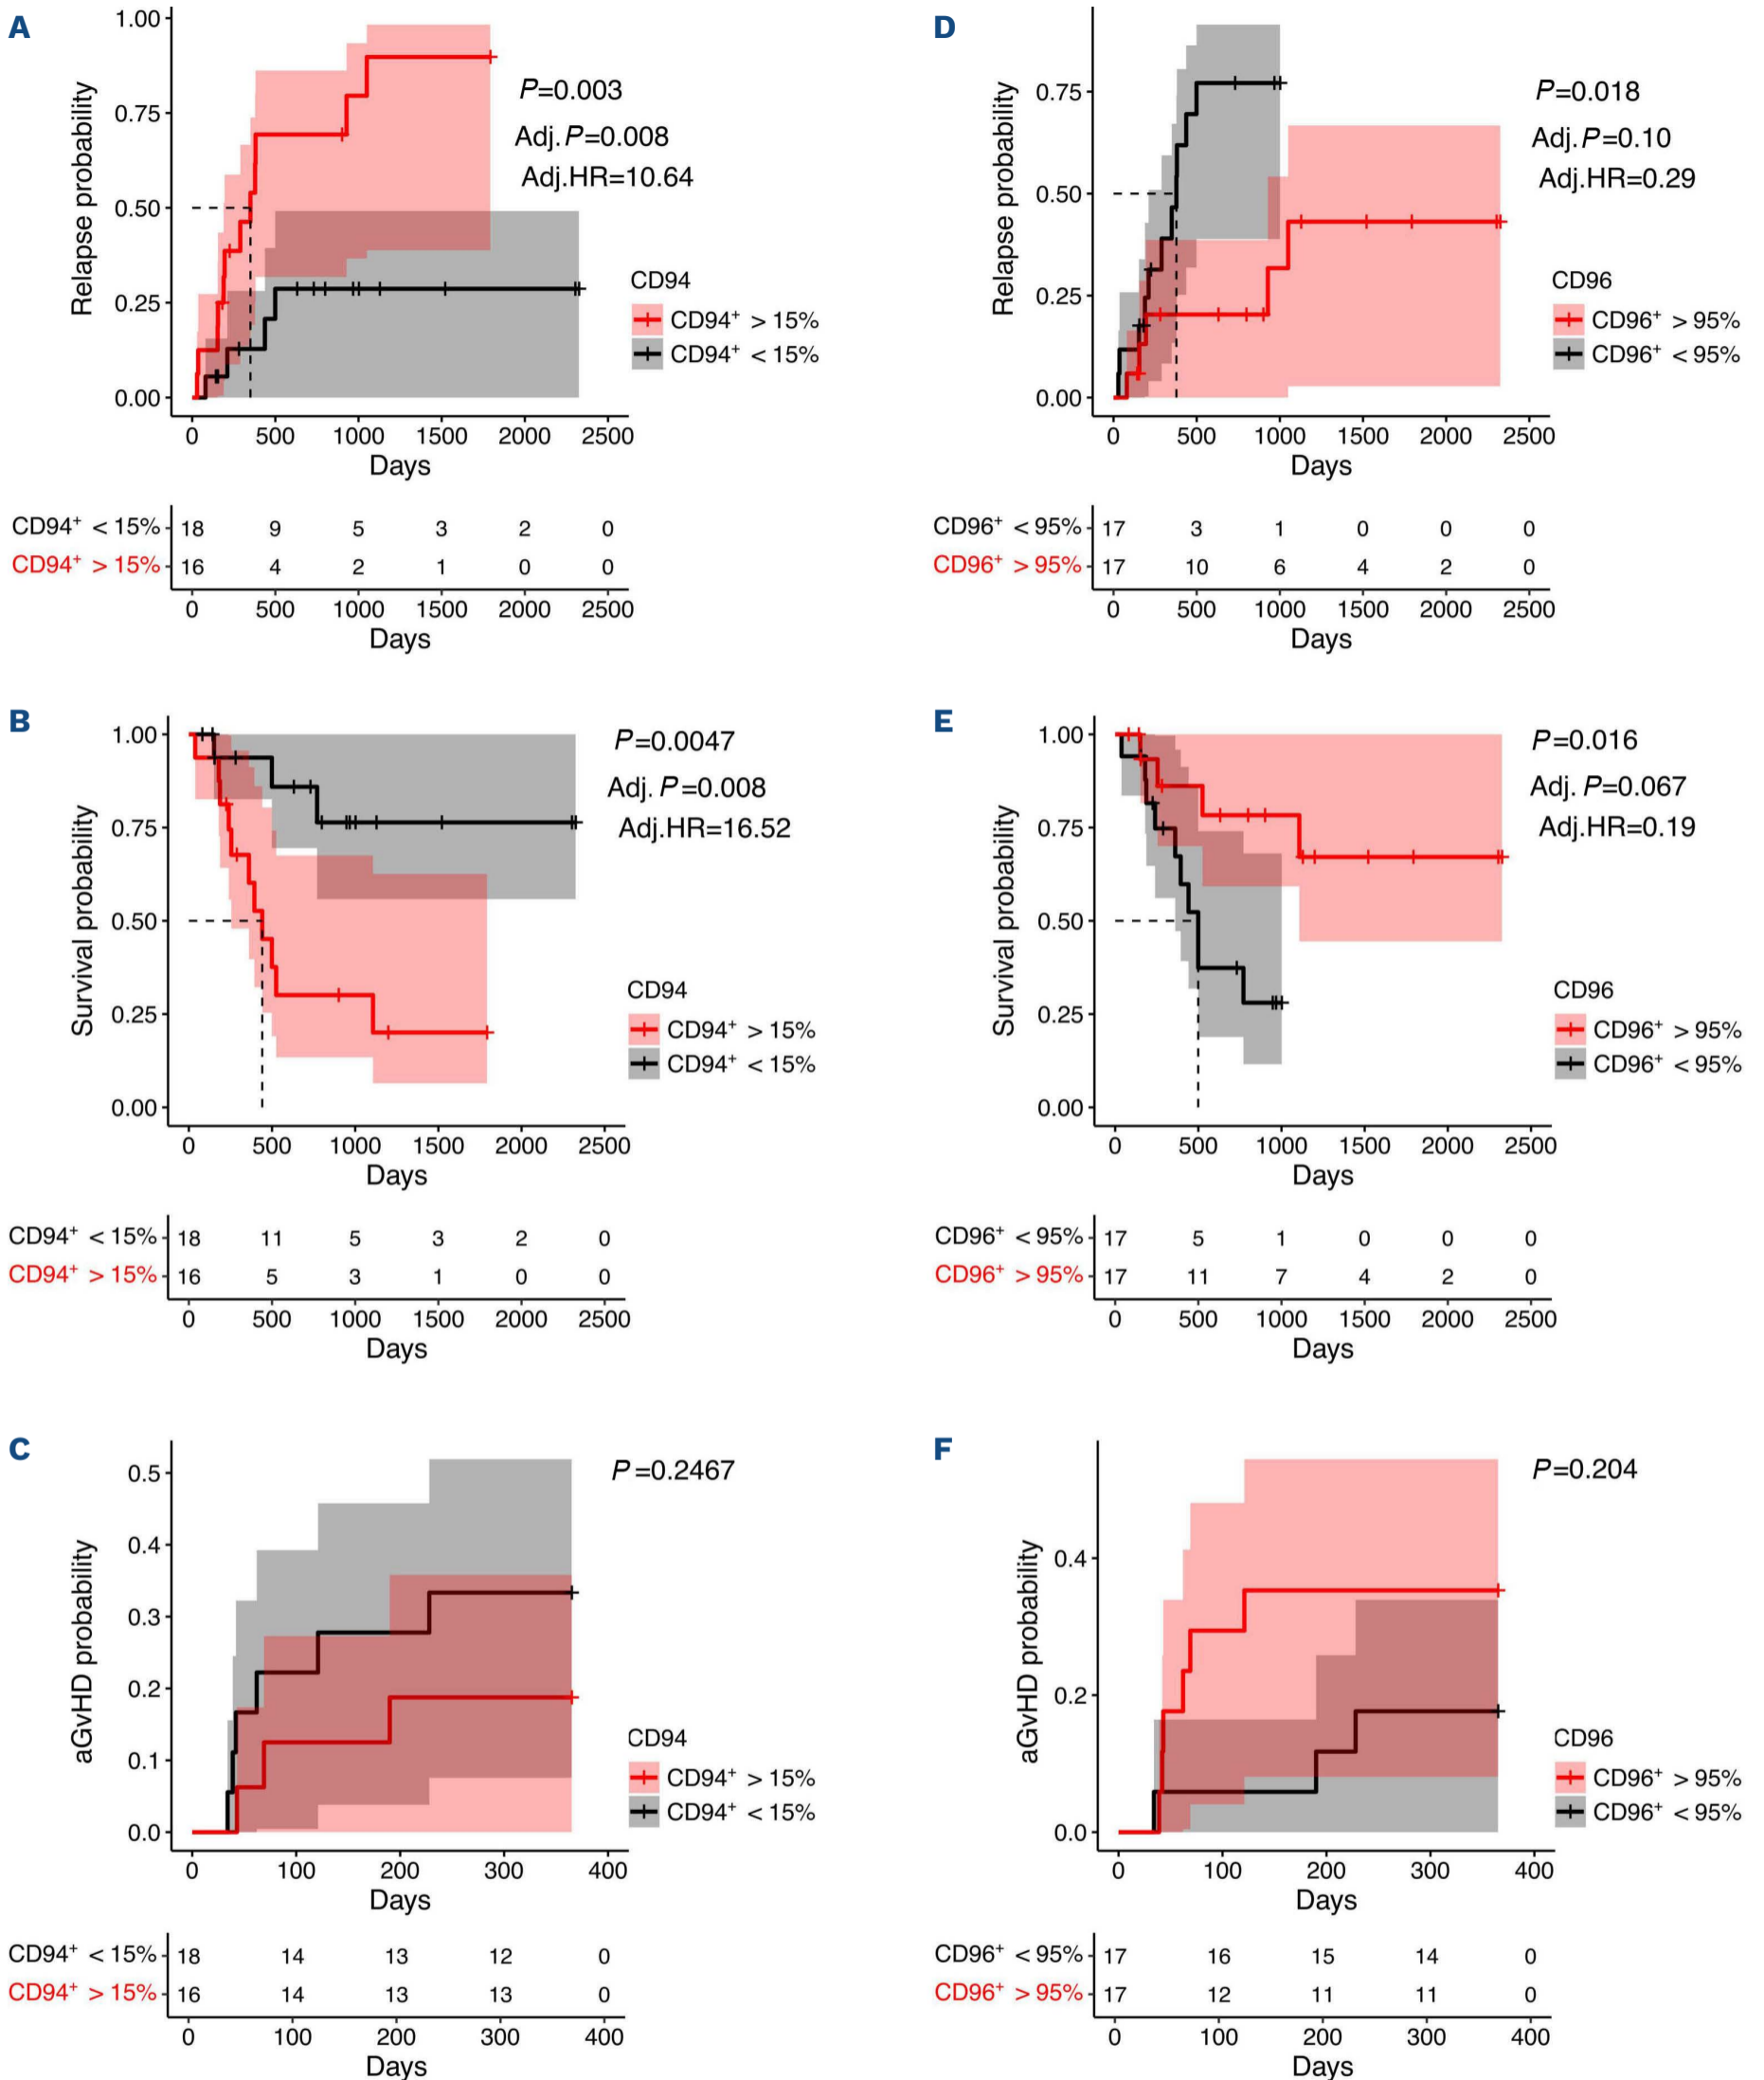 A
1.00
0.75
0.50
0.25
0.00
Relapse probability
P=0.003
Adj. P=0.008
Adj.HR=10.64
CD94
CD94+ > 15%
CD94+ < 15%
0 500 1000 1500 2000 2500
Days
CD94+ < 15% 18 9 5 3 2 0
CD94+ > 15% 16 4 2 1 0 0
0 500 1000 1500 2000 2500
Days
D
0.75
0.50
0.25
0.00
Relapse probability
P=0.018
Adj. P=0.10
Adj.HR=0.29
CD96
CD96+ > 95%
CD96+ < 95%
0 500 1000 1500 2000 2500
Days
CD96+ < 95% 17 3 1 0 0 0
CD96+ > 95% 17 10 6 4 2 0
0 500 1000 1500 2000 2500
Days
B
1.00
0.75
0.50
0.25
0.00
Survival probability
P=0.0047
Adj. P=0.008
Adj.HR=16.52
CD94
CD94+ > 15%
CD94+ < 15%
0 500 1000 1500 2000 2500
Days
CD94+ < 15% 18 11 5 3 2 0
CD94+ > 15% 16 5 3 1 0 0
0 500 1000 1500 2000 2500
Days
E
1.00
0.75
0.50
0.25
0.00
Survival probability
P=0.016
Adj. P=0.067
Adj.HR=0.19
CD96
CD96+ > 95%
CD96+ < 95%
0 500 1000 1500 2000 2500
Days
CD96+ < 95% 17 5 1 0 0 0
CD96+ > 95% 17 11 7 4 2 0
0 500 1000 1500 2000 2500
Days
C
0.5
0.4
0.3
0.2
0.1
0.0
aGvHD probability
P=0.2467
CD94
CD94+ > 15%
CD94+ < 15%
0 100 200 300 400
Days
CD94+ < 15% 18 14 13 12 0
CD94+ > 15% 16 14 13 13 0
0 100 200 300 400
Days
F
0.4
0.2
0.0
aGvHD probability
P=0.204
CD96
CD96+ > 95%
CD96+ < 95%
0 100 200 300 400
Days
CD96+ < 95% 17 16 15 14 0
CD96+ > 95% 17 12 11 11 0
0 100 200 300 400
Days